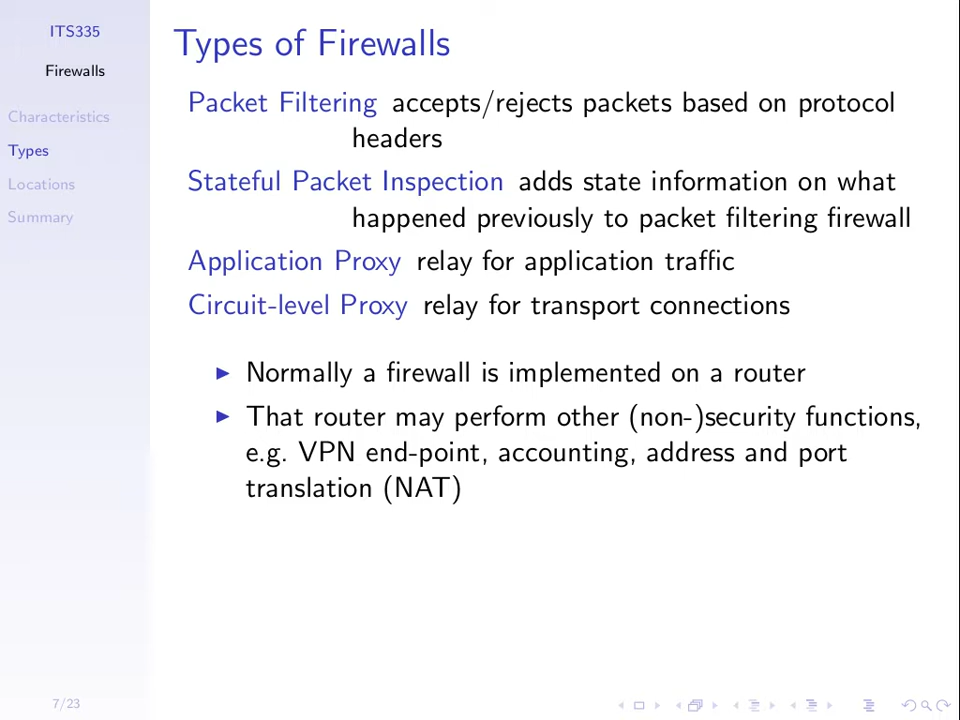 ITS335
Firewalls
Characteristics
Types
Locations
Summary
Types of Firewalls
Packet Filtering accepts/rejects packets based on protocol
headers
Stateful Packet Inspection adds state information on what
happened previously to packet filtering firewall
Application Proxy relay for application traffic
Circuit-level Proxy relay for transport connections
▶ Normally a firewall is implemented on a router
▶ That router may perform other (non-)security functions,
e.g. VPN end-point, accounting, address and port
translation (NAT)
7/23